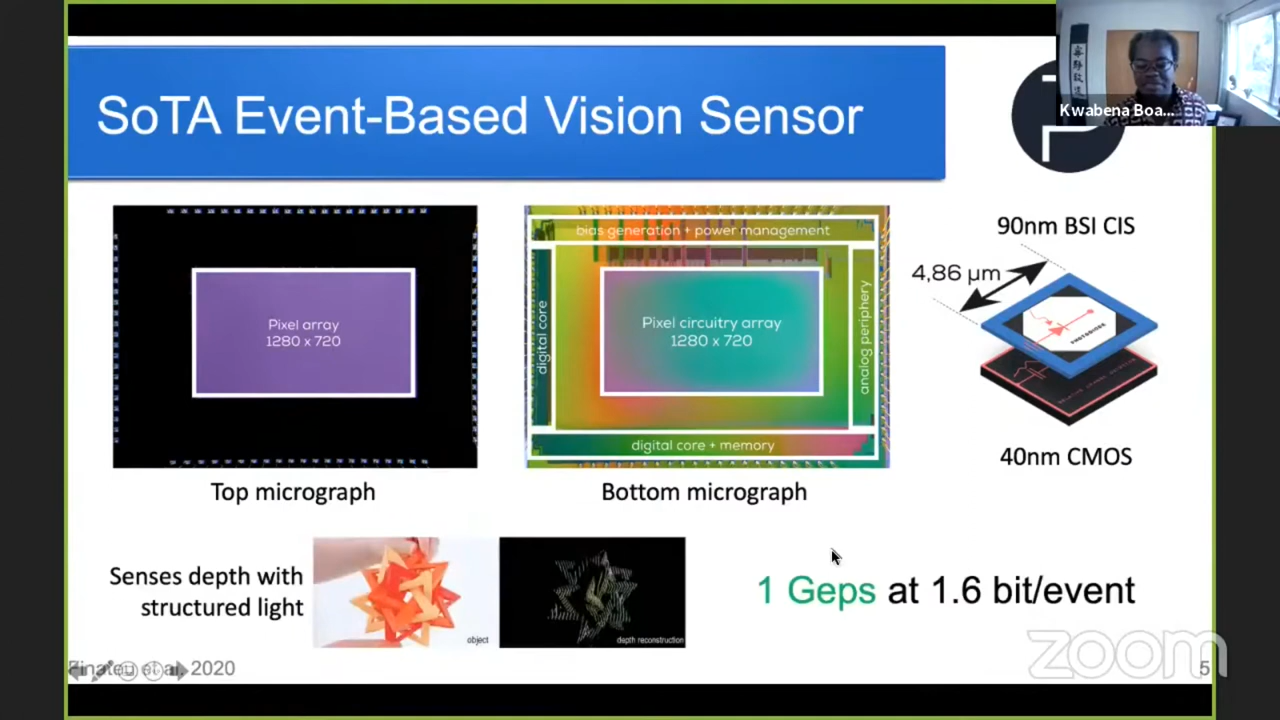 SoTA Event-Based Vision Sensor
Kwabena Boa...
90nm BSI CIS
4,86 µm
PHOTODIODE
40nm CMOS
Pixel array
1280 x 720
Top micrograph
bias generation + power management
digital core
Pixel circuitry array
1280 x 720
analog periphery
digital core + memory
Bottom micrograph
Senses depth with
structured light
object
depth reconstruction
1 Geps at 1.6 bit/event
Finateu et al. 2020
zoom
5